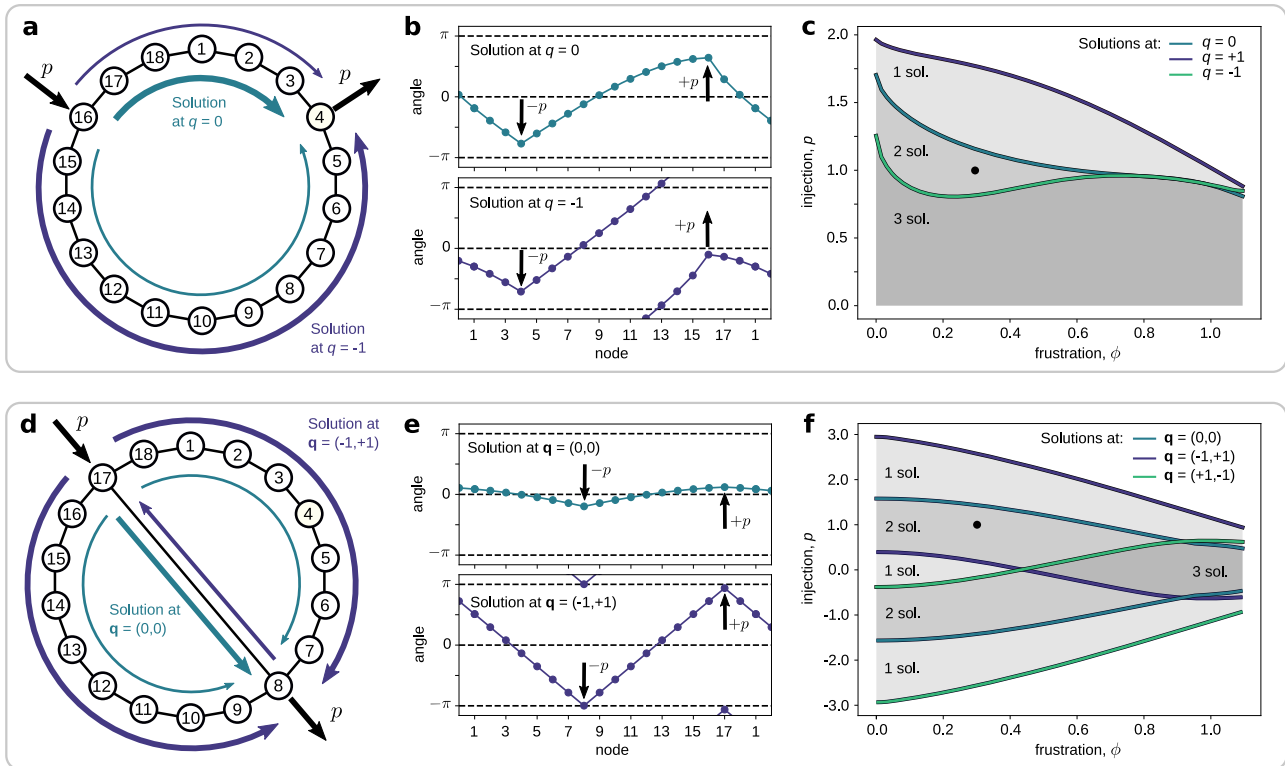 a
p
p
1
2
3
4
5
6
7
8
9
10
11
12
13
14
15
16
17
18
Solution
at q = 0
Solution
at q = -1
b
Solution at q = 0
π
0
−π
angle
−p
+p
Solution at q = -1
π
0
−π
angle
−p
+p
1 3 5 7 9 11 13 15 17 1
node
c
Solutions at:
q = 0
q = +1
q = -1
1 sol.
2 sol.
3 sol.
2.0
1.5
1.0
0.5
0.0
injection, p
0.0 0.2 0.4 0.6 0.8 1.0
frustration, ϕ
d
p
p
Solution at
q = (-1,+1)
1
2
3
4
5
6
7
8
9
10
11
12
13
14
15
16
17
18
Solution at
q = (0,0)
e
Solution at q = (0,0)
π
0
−π
angle
−p
+p
Solution at q = (-1,+1)
π
0
−π
angle
−p
+p
1 3 5 7 9 11 13 15 17 1
node
f
Solutions at:
q = (0,0)
q = (-1,+1)
q = (+1,-1)
1 sol.
2 sol.
1 sol.
3 sol.
2 sol.
1 sol.
3.0
2.0
1.0
0.0
-1.0
-2.0
-3.0
injection, p
0.0 0.2 0.4 0.6 0.8 1.0
frustration, ϕ